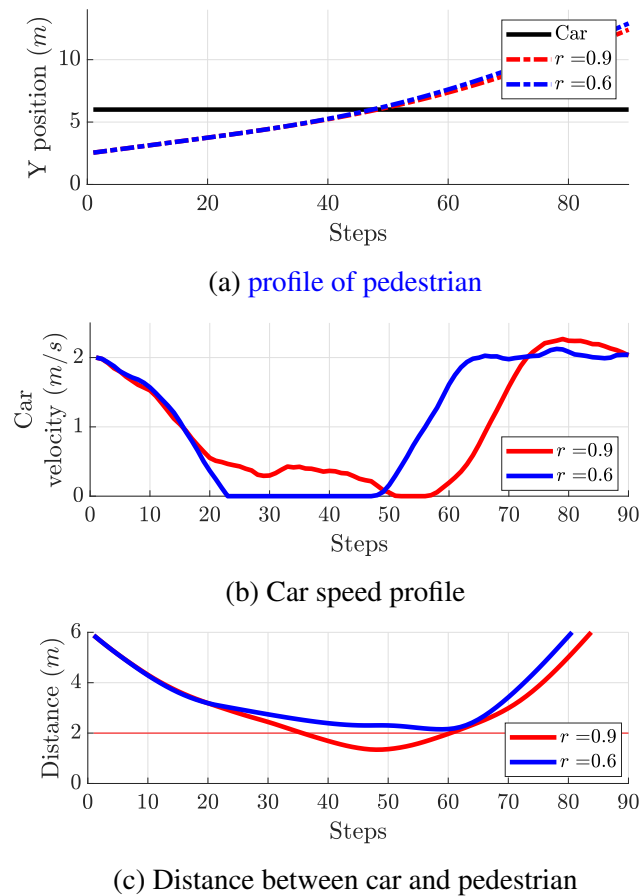 10
5
0
Y position (m)
Car
r =0.9
r =0.6
20
40
60
80
Steps
(a) profile of pedestrian
2
1
0
Car
velocity (m/s)
r =0.9
r =0.6
0
10
20
30
40
50
60
70
80
90
Steps
(b) Car speed profile
6
4
2
0
Distance (m)
r =0.9
r =0.6
0
10
20
30
40
50
60
70
80
90
Steps
(c) Distance between car and pedestrian